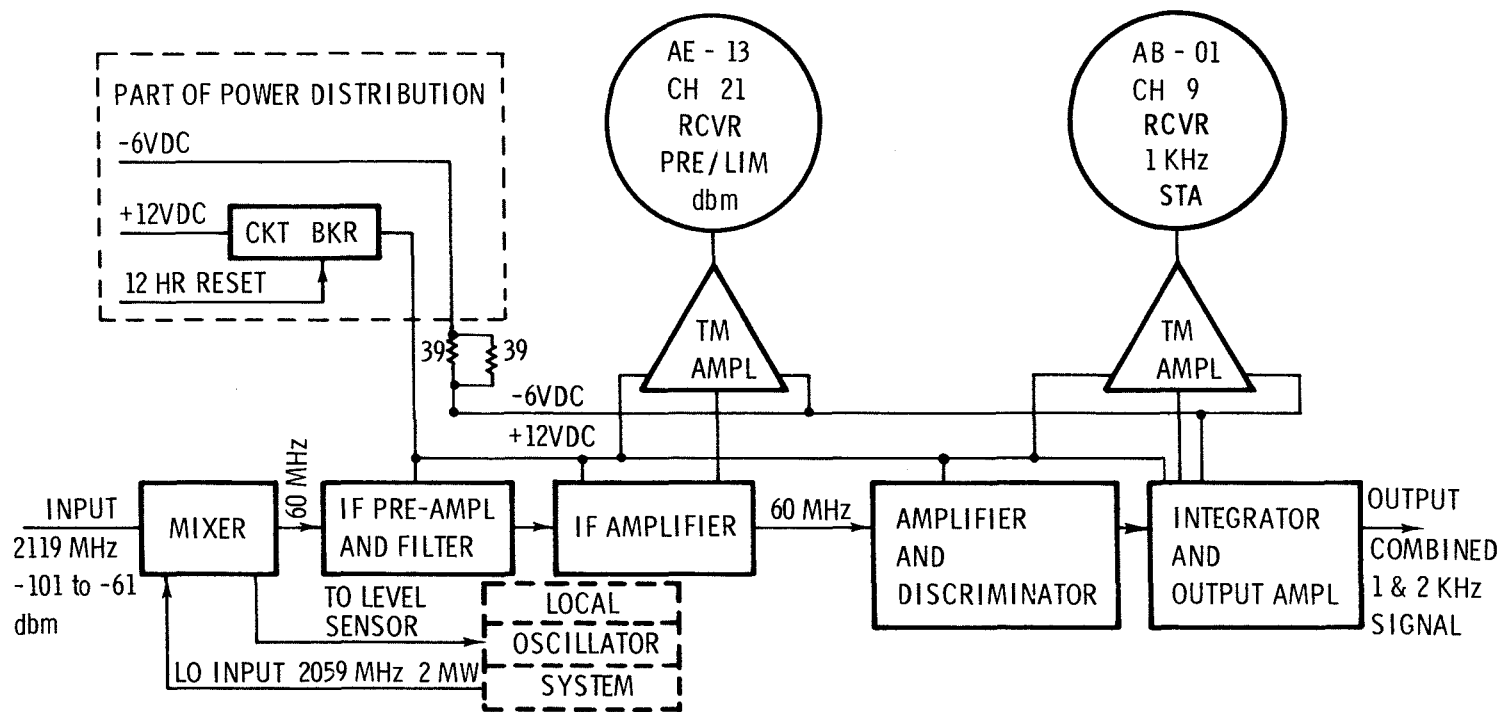 PART OF POWER DISTRIBUTION
-6VDC
+12VDC
CKT BKR
12 HR RESET
39
39
AE - 13
CH 21
RCVR
PRE/LIM
dbm
AB - 01
CH 9
RCVR
1 KHz
STA
TM
AMPL
TM
AMPL
-6VDC
+12VDC
INPUT
2119 MHz
-101 to -61
dbm
MIXER
60 MHz
IF PRE-AMPL
AND FILTER
IF AMPLIFIER
60 MHz
AMPLIFIER
AND
DISCRIMINATOR
INTEGRATOR
AND
OUTPUT AMPL
OUTPUT
COMBINED
1 & 2 KHz
SIGNAL
TO LEVEL
SENSOR
LO INPUT 2059 MHz 2 MW
LOCAL
OSCILLATOR
SYSTEM